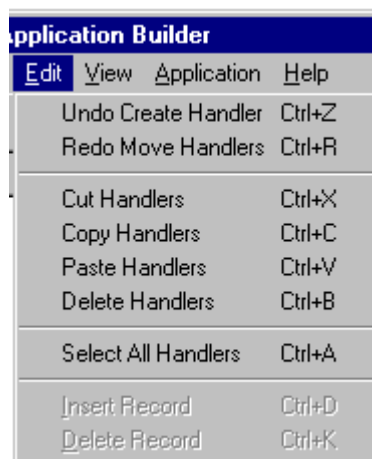 Application Builder
Edit View Application Help
Undo Create Handler Ctrl+Z
Redo Move Handlers Ctrl+R
Cut Handlers Ctrl+X
Copy Handlers Ctrl+C
Paste Handlers Ctrl+V
Delete Handlers Ctrl+B
Select All Handlers Ctrl+A
Insert Record Ctrl+D
Delete Record Ctrl+K